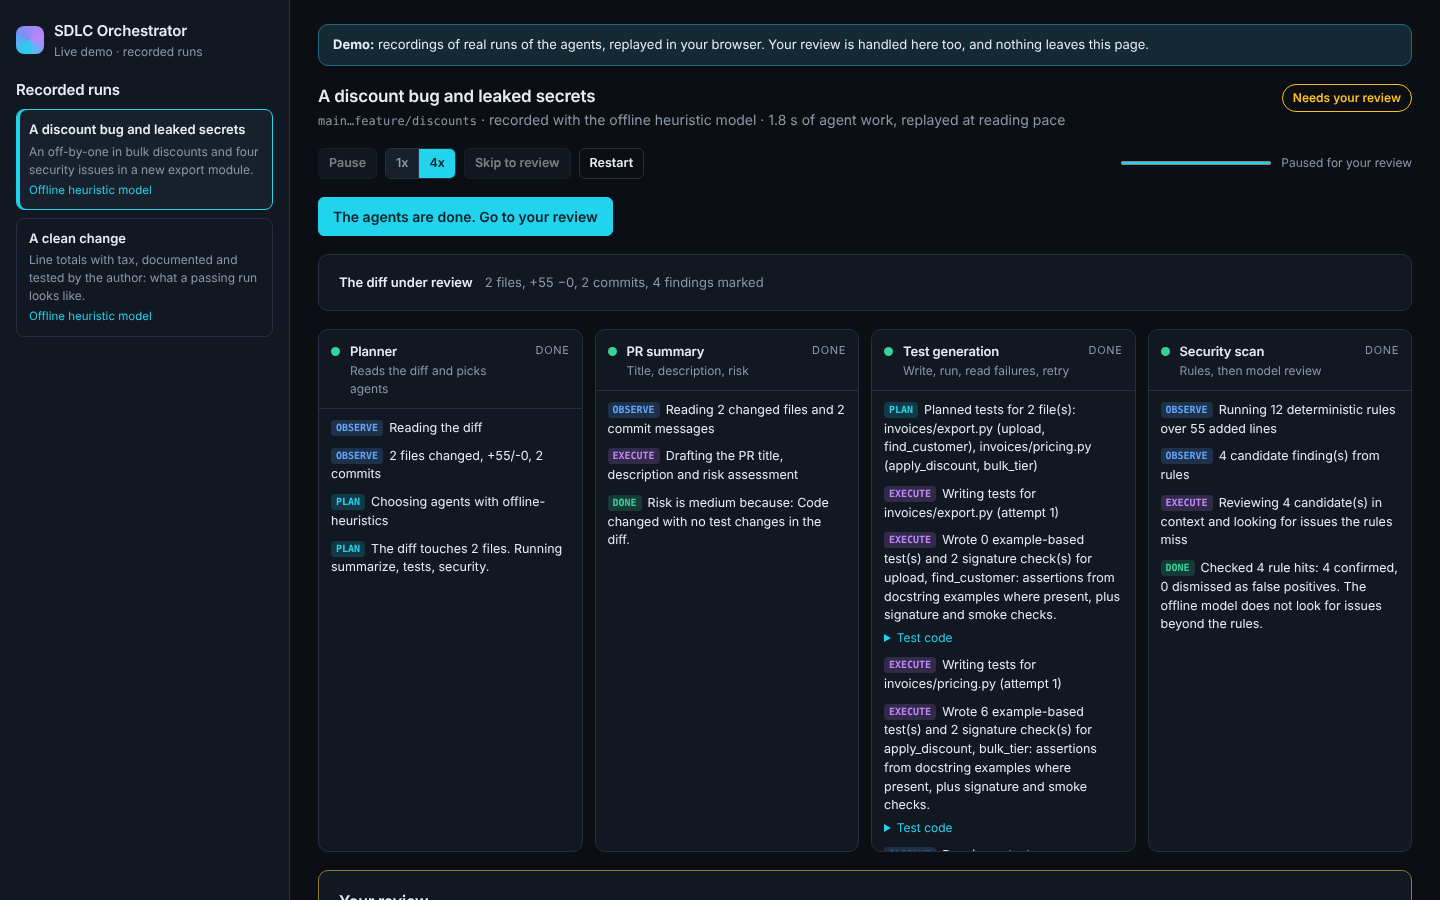 SDLC Orchestrator
Live demo · recorded runs
Recorded runs
A discount bug and leaked secrets
An off-by-one in bulk discounts and four
security issues in a new export module.
Offline heuristic model
A clean change
Line totals with tax, documented and
tested by the author: what a passing run
looks like.
Offline heuristic model
Demo: recordings of real runs of the agents, replayed in your browser. Your review is handled here too, and nothing leaves this page.
A discount bug and leaked secrets
Needs your review
main…feature/discounts · recorded with the offline heuristic model · 1.8 s of agent work, replayed at reading pace
Pause
1x
4x
Skip to review
Restart
Paused for your review
The agents are done. Go to your review
The diff under review 2 files, +55 −0, 2 commits, 4 findings marked
Planner
DONE
Reads the diff and picks
agents
OBSERVE Reading the diff
OBSERVE 2 files changed, +55/-0, 2
commits
PLAN Choosing agents with offline-
heuristics
PLAN The diff touches 2 files. Running
summarize, tests, security.
PR summary
DONE
Title, description, risk
OBSERVE Reading 2 changed files and 2
commit messages
EXECUTE Drafting the PR title,
description and risk assessment
DONE Risk is medium because: Code
changed with no test changes in the
diff.
Test generation
DONE
Write, run, read failures, retry
PLAN Planned tests for 2 file(s):
invoices/export.py (upload,
find_customer), invoices/pricing.py
(apply_discount, bulk_tier)
EXECUTE Writing tests for
invoices/export.py (attempt 1)
EXECUTE Wrote 0 example-based
test(s) and 2 signature check(s) for
upload, find_customer: assertions from
docstring examples where present, plus
signature and smoke checks.
Test code
EXECUTE Writing tests for
invoices/pricing.py (attempt 1)
EXECUTE Wrote 6 example-based
test(s) and 2 signature check(s) for
apply_discount, bulk_tier: assertions
from docstring examples where
present, plus signature and smoke
checks.
Test code
Security scan
DONE
Rules, then model review
OBSERVE Running 12 deterministic rules
over 55 added lines
OBSERVE 4 candidate finding(s) from
rules
EXECUTE Reviewing 4 candidate(s) in
context and looking for issues the rules
miss
DONE Checked 4 rule hits: 4 confirmed,
0 dismissed as false positives. The
offline model does not look for issues
beyond the rules.
Your review